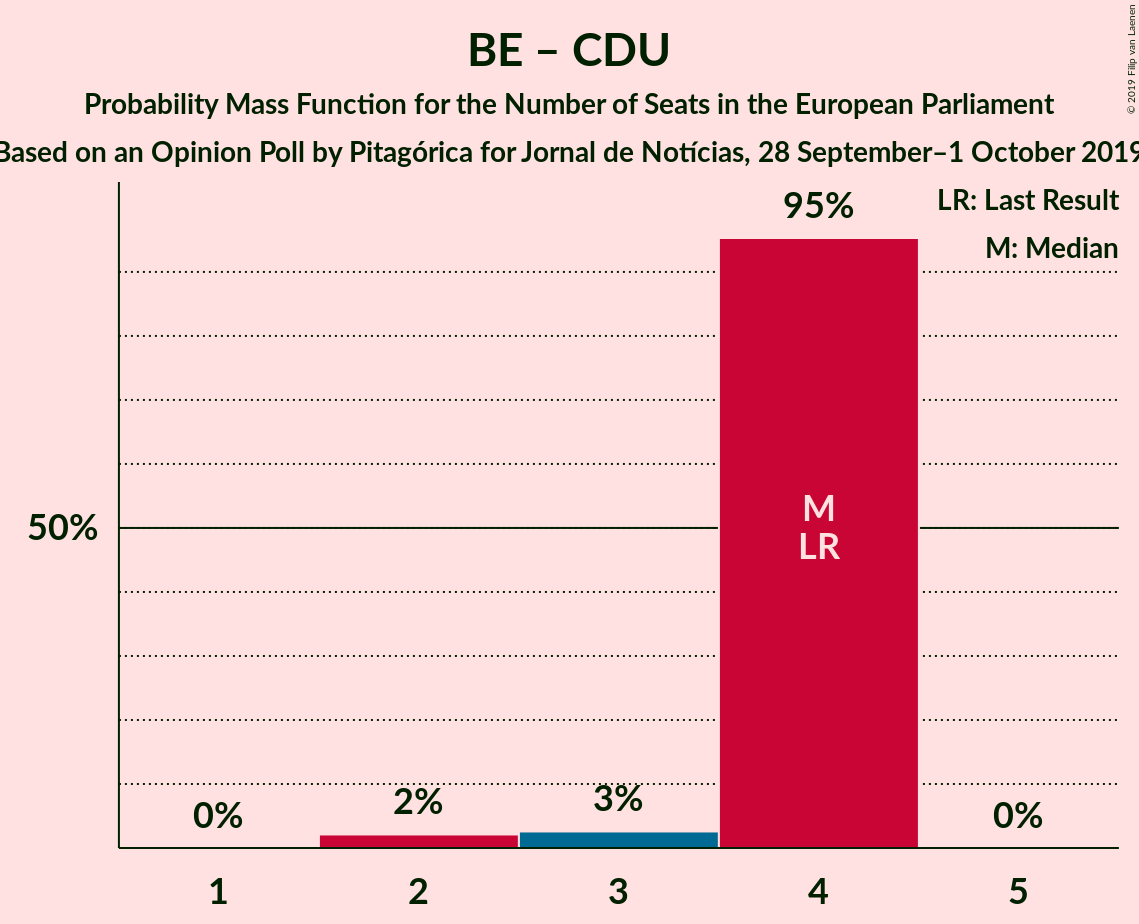 BE – CDU
Probability Mass Function for the Number of Seats in the European Parliament
Based on an Opinion Poll by Pitagórica for Jornal de Notícias, 28 September–1 October 2019
© 2019 Filip van Laenen
LR: Last Result
M: Median
95%
50%
M
LR
0%
2%
3%
0%
1
2
3
4
5